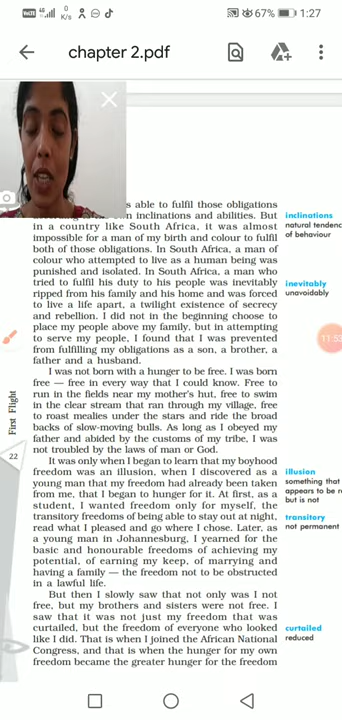 VoLTE 4G 0 K/s 67% 1:27
chapter 2.pdf
s able to fulfil those obligations
inclinations and abilities. But
in a country like South Africa, it was almost
impossible for a man of my birth and colour to fulfil
both of those obligations. In South Africa, a man of
colour who attempted to live as a human being was
punished and isolated. In South Africa, a man who
tried to fulfil his duty to his people was inevitably
ripped from his family and his home and was forced
to live a life apart, a twilight existence of secrecy
and rebellion. I did not in the beginning choose to
place my people above my family, but in attempting
to serve my people, I found that I was prevented
from fulfilling my obligations as a son, a brother, a
father and a husband.
I was not born with a hunger to be free. I was born
free — free in every way that I could know. Free to
run in the fields near my mother's hut, free to swim
in the clear stream that ran through my village, free
to roast mealies under the stars and ride the broad
backs of slow-moving bulls. As long as I obeyed my
father and abided by the customs of my tribe, I was
not troubled by the laws of man or God.
It was only when I began to learn that my boyhood
freedom was an illusion, when I discovered as a
young man that my freedom had already been taken
from me, that I began to hunger for it. At first, as a
student, I wanted freedom only for myself, the
transitory freedoms of being able to stay out at night,
read what I pleased and go where I chose. Later, as
a young man in Johannesburg, I yearned for the
basic and honourable freedoms of achieving my
potential, of earning my keep, of marrying and
having a family — the freedom not to be obstructed
in a lawful life.
But then I slowly saw that not only was I not
free, but my brothers and sisters were not free. I
saw that it was not just my freedom that was
curtailed, but the freedom of everyone who looked
like I did. That is when I joined the African National
Congress, and that is when the hunger for my own
freedom became the greater hunger for the freedom
inclinations
natural tendenc
of behaviour
inevitably
unavoidably
11:53
illusion
something that
appears to be r
but is not
transitory
not permanent
curtailed
reduced
First Flight
22